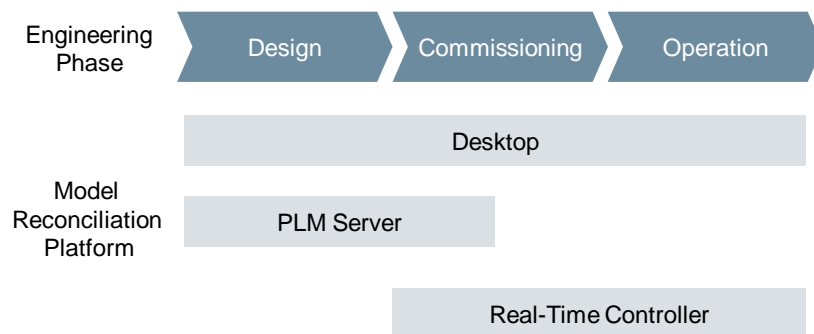 Engineering
Phase
Design
Commissioning
Operation
Desktop
Model
Reconciliation
Platform
PLM Server
Real-Time Controller